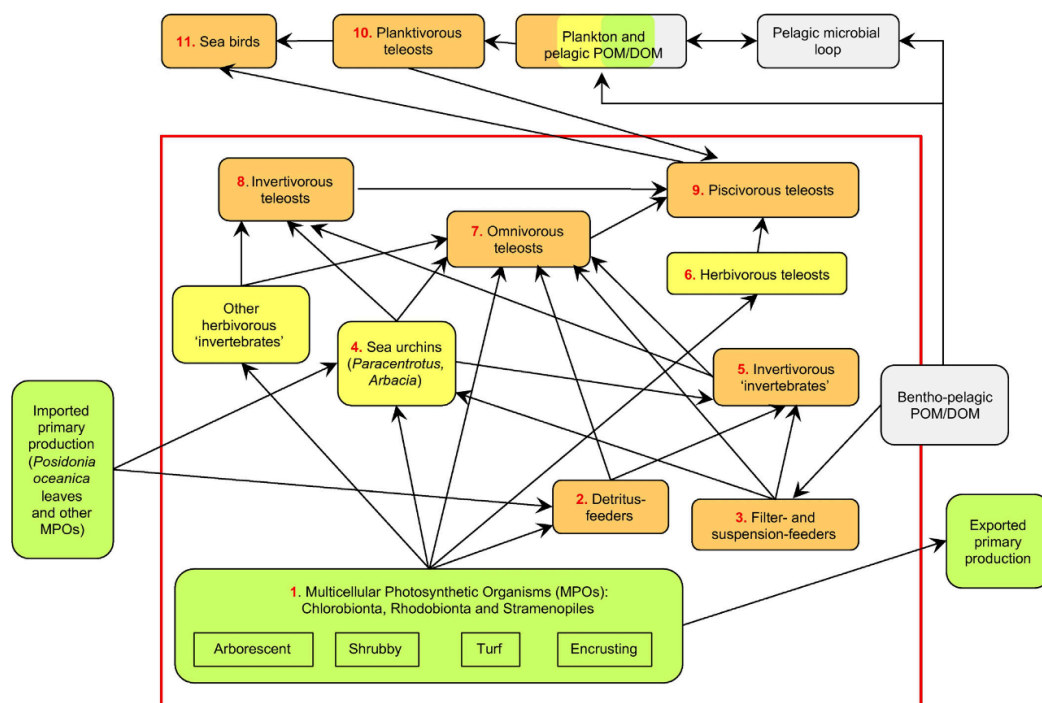 11. Sea birds
10. Planktivorous
teleosts
Plankton and
pelagic POM/DOM
Pelagic microbial
loop
8. Invertivorous
teleosts
9. Piscivorous teleosts
7. Omnivorous
teleosts
6. Herbivorous teleosts
Other
herbivorous
‘invertebrates’
4. Sea urchins
(Paracentrotus,
Arbacia)
5. Invertivorous
‘invertebrates’
Bentho-pelagic
POM/DOM
Imported
primary
production
(Posidonia
oceanica
leaves
and other
MPOs)
2. Detritus-
feeders
3. Filter- and
suspension-feeders
Exported
primary
production
1. Multicellular Photosynthetic Organisms (MPOs):
Chlorobionta, Rhodobionta and Stramenopiles
Arborescent
Shrubby
Turf
Encrusting